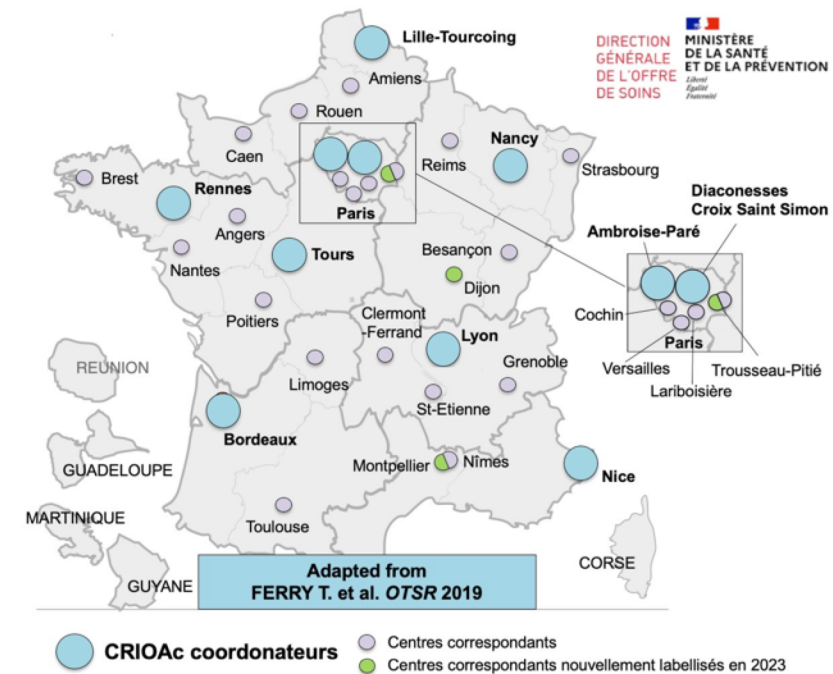 Lille-Tourcoing
DIRECTION
GÉNÉRALE
DE L'OFFRE
DE SOINS
MINISTÈRE
DE LA SANTÉ
ET DE LA PRÉVENTION
Liberté
Égalité
Fraternité
Amiens
Rouen
Caen
Reims
Nancy
Strasbourg
Brest
Rennes
Paris
Angers
Nantes
Tours
Besançon
Dijon
Poitiers
Diaconesses
Croix Saint Simon
Ambroise-Paré
Cochin
Paris
Versailles
Lariboisière
Trousseau-Pitié
Clermont
-Ferrand
Lyon
Grenoble
Limoges
St-Etienne
REUNION
Bordeaux
GUADELOUPE
Montpellier
Nîmes
Nice
MARTINIQUE
Toulouse
GUYANE
CORSE
Adapted from
FERRY T. et al. OTSR 2019
CRIOAc coordonateurs
Centres correspondants
Centres correspondants nouvellement labellisés en 2023